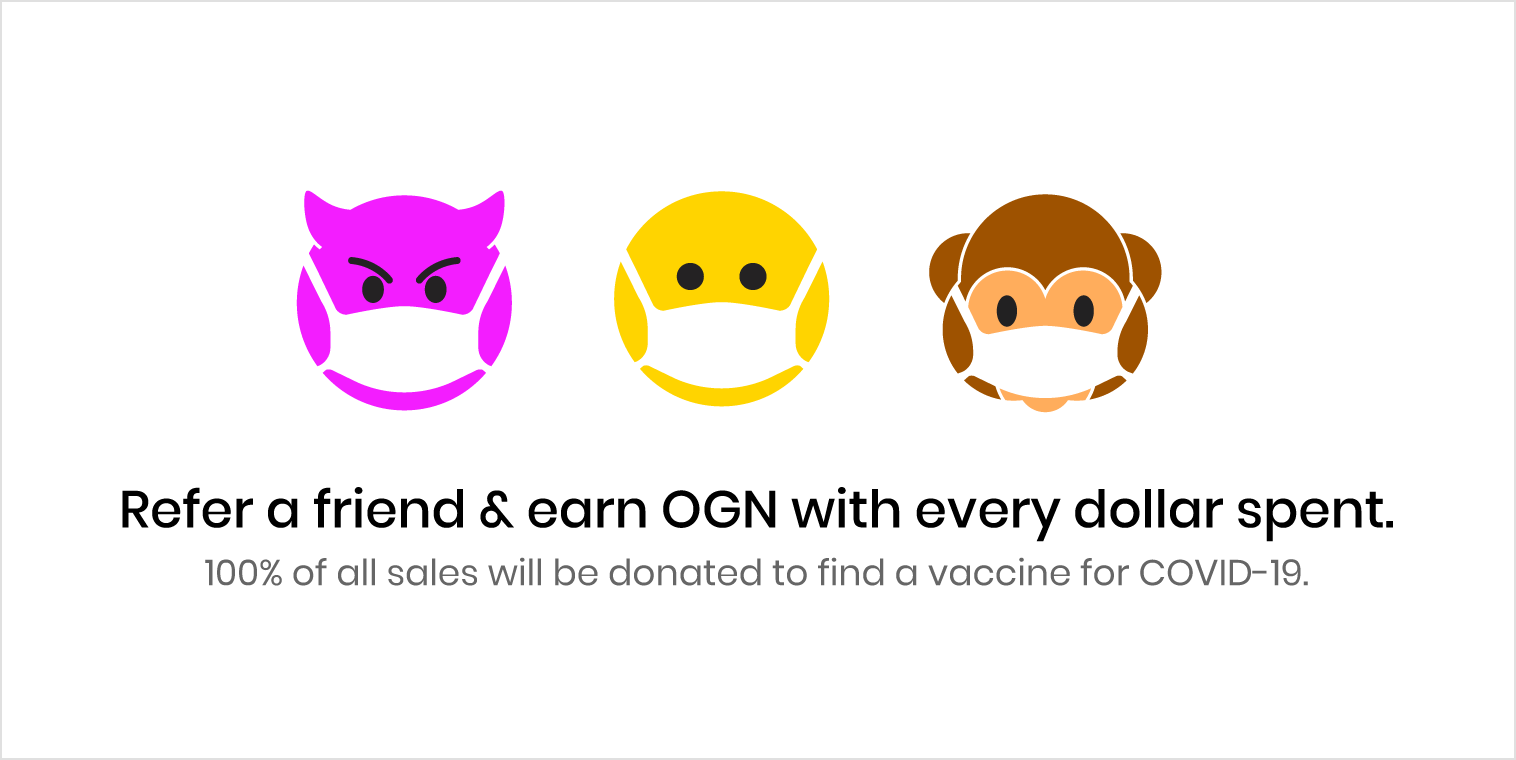 Refer a friend & earn OGN with every dollar spent.
100% of all sales will be donated to find a vaccine for COVID-19.